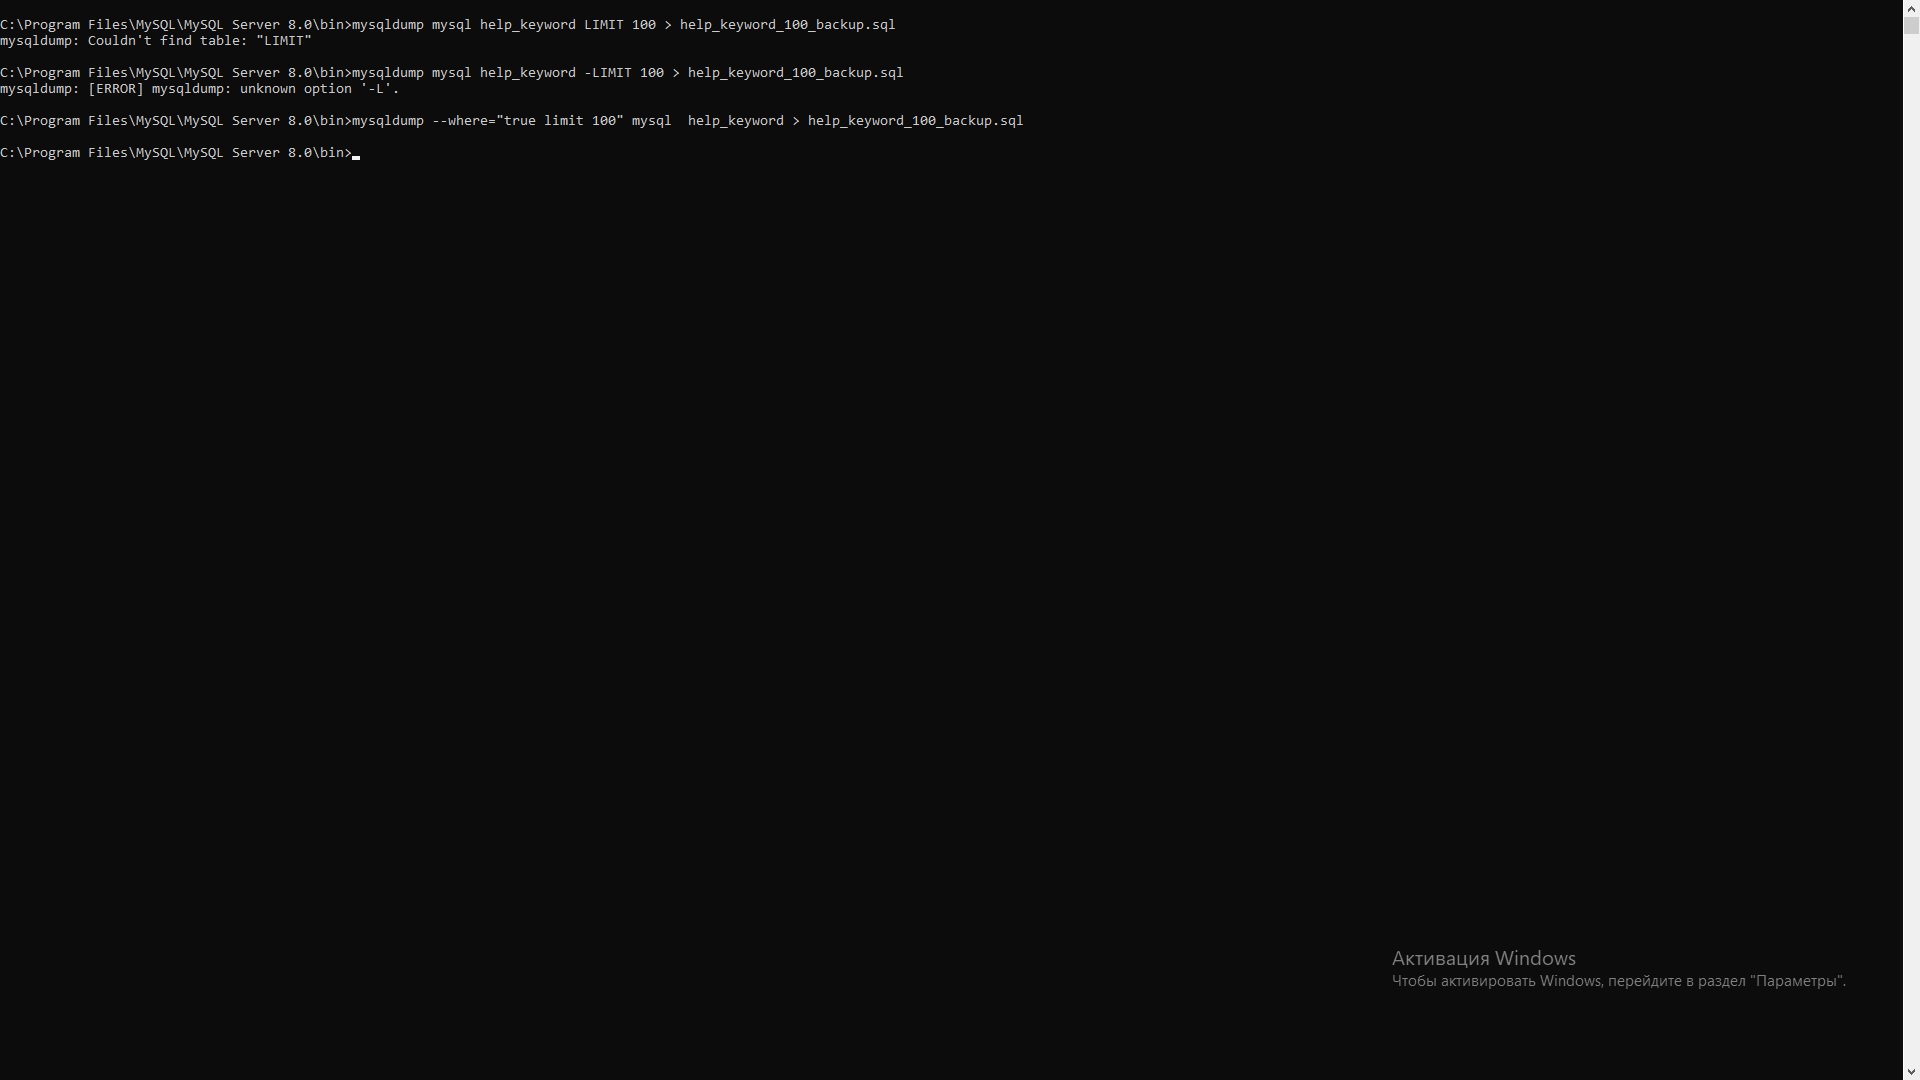 C:\Program Files\MySQL\MySQL Server 8.0\bin>mysqldump mysql help_keyword LIMIT 100 > help_keyword_100_backup.sql
mysqldump: Couldn't find table: "LIMIT"
C:\Program Files\MySQL\MySQL Server 8.0\bin>mysqldump mysql help_keyword -LIMIT 100 > help_keyword_100_backup.sql
mysqldump: [ERROR] mysqldump: unknown option '-L'.
C:\Program Files\MySQL\MySQL Server 8.0\bin>mysqldump --where="true limit 100" mysql  help_keyword > help_keyword_100_backup.sql
C:\Program Files\MySQL\MySQL Server 8.0\bin>
Активация Windows
Чтобы активировать Windows, перейдите в раздел "Параметры".